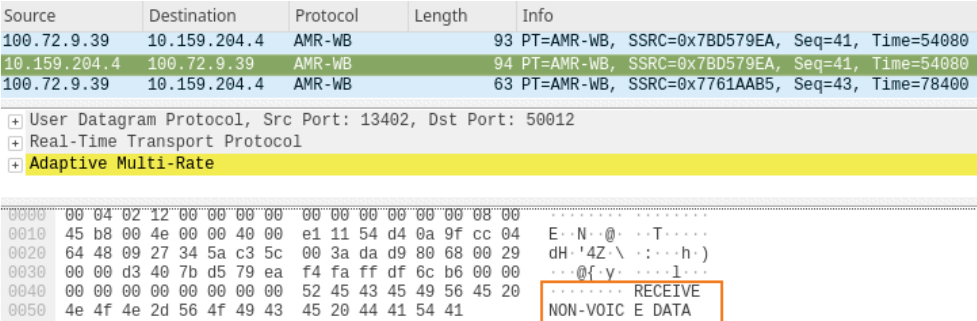 Source Destination Protocol Length Info
100.72.9.39 10.159.204.4 AMR-WB 93 PT=AMR-WB, SSRC=0x7BD579EA, Seq=41, Time=54080
10.159.204.4 100.72.9.39 AMR-WB 94 PT=AMR-WB, SSRC=0x7BD579EA, Seq=41, Time=54080
100.72.9.39 10.159.204.4 AMR-WB 63 PT=AMR-WB, SSRC=0x7761AAB5, Seq=43, Time=78400
User Datagram Protocol, Src Port: 13402, Dst Port: 50012
Real-Time Transport Protocol
Adaptive Multi-Rate
0000 00 04 02 12 00 00 00 00 00 00 00 00 00 00 08 00 ········ ········
0010 45 b8 00 4e 00 00 40 00 e1 11 54 d4 0a 9f cc 04 E··N··@· ··T·····
0020 64 48 09 27 34 5a c3 5c 00 3a da d9 80 68 00 29 dH·'4Z·\ ·:···h·)
0030 00 00 d3 40 7b d5 79 ea f4 fa ff df 6c b6 00 00 ···@{·y· ····l···
0040 00 00 00 00 00 00 00 00 52 45 43 45 49 56 45 20 ········ RECEIVE
0050 4e 4f 4e 2d 56 4f 49 43 45 20 44 41 54 41 NON-VOIC E DATA